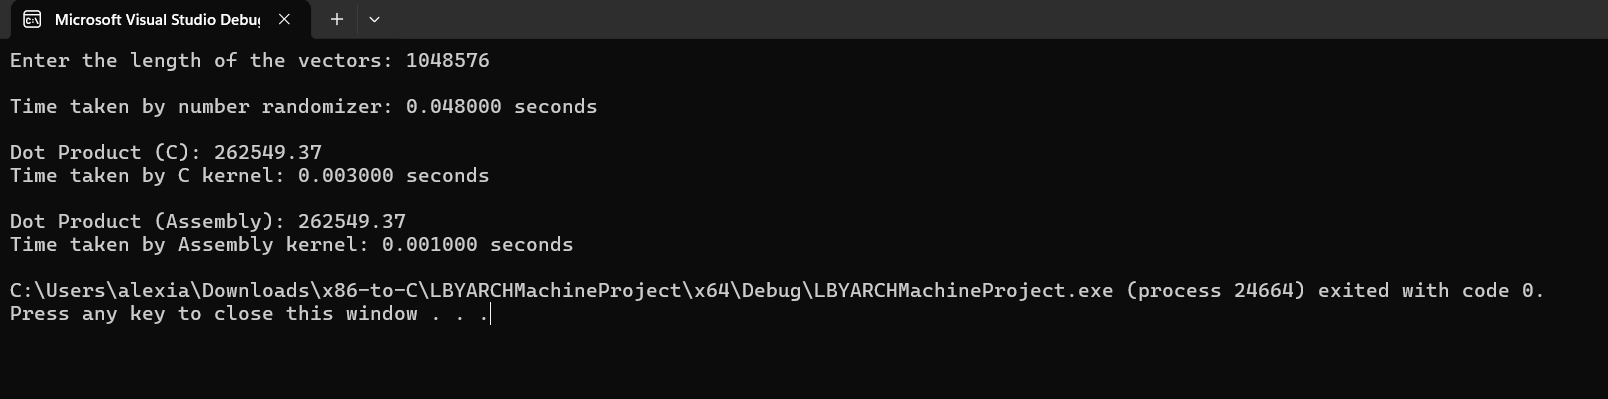 Microsoft Visual Studio Debu
Enter the length of the vectors: 1048576
Time taken by number randomizer: 0.048000 seconds
Dot Product (C): 262549.37
Time taken by C kernel: 0.003000 seconds
Dot Product (Assembly): 262549.37
Time taken by Assembly kernel: 0.001000 seconds
C:\Users\alexia\Downloads\x86-to-C\LBYARCHMachineProject\x64\Debug\LBYARCHMachineProject.exe (process 24664) exited with code 0.
Press any key to close this window . . .